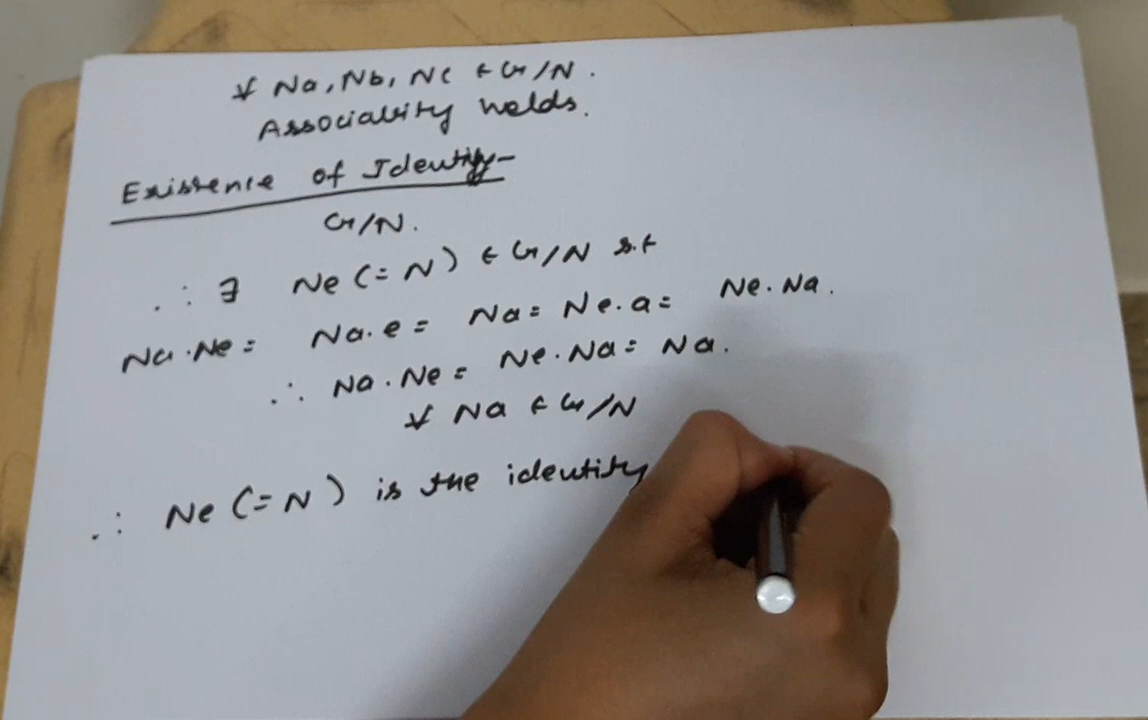 ∀ Na, Nb, Nc ∈ G/N.
Associality holds.
Existence of Identity-
G/N.
∴ ∃ Ne (=N) ∈ G/N s.t
Na.Ne = Na.e = Na = Ne.a = Ne.Na.
∴ Na.Ne = Ne.Na = Na.
∀ Na ∈ G/N
∴ Ne (=N) is the identity